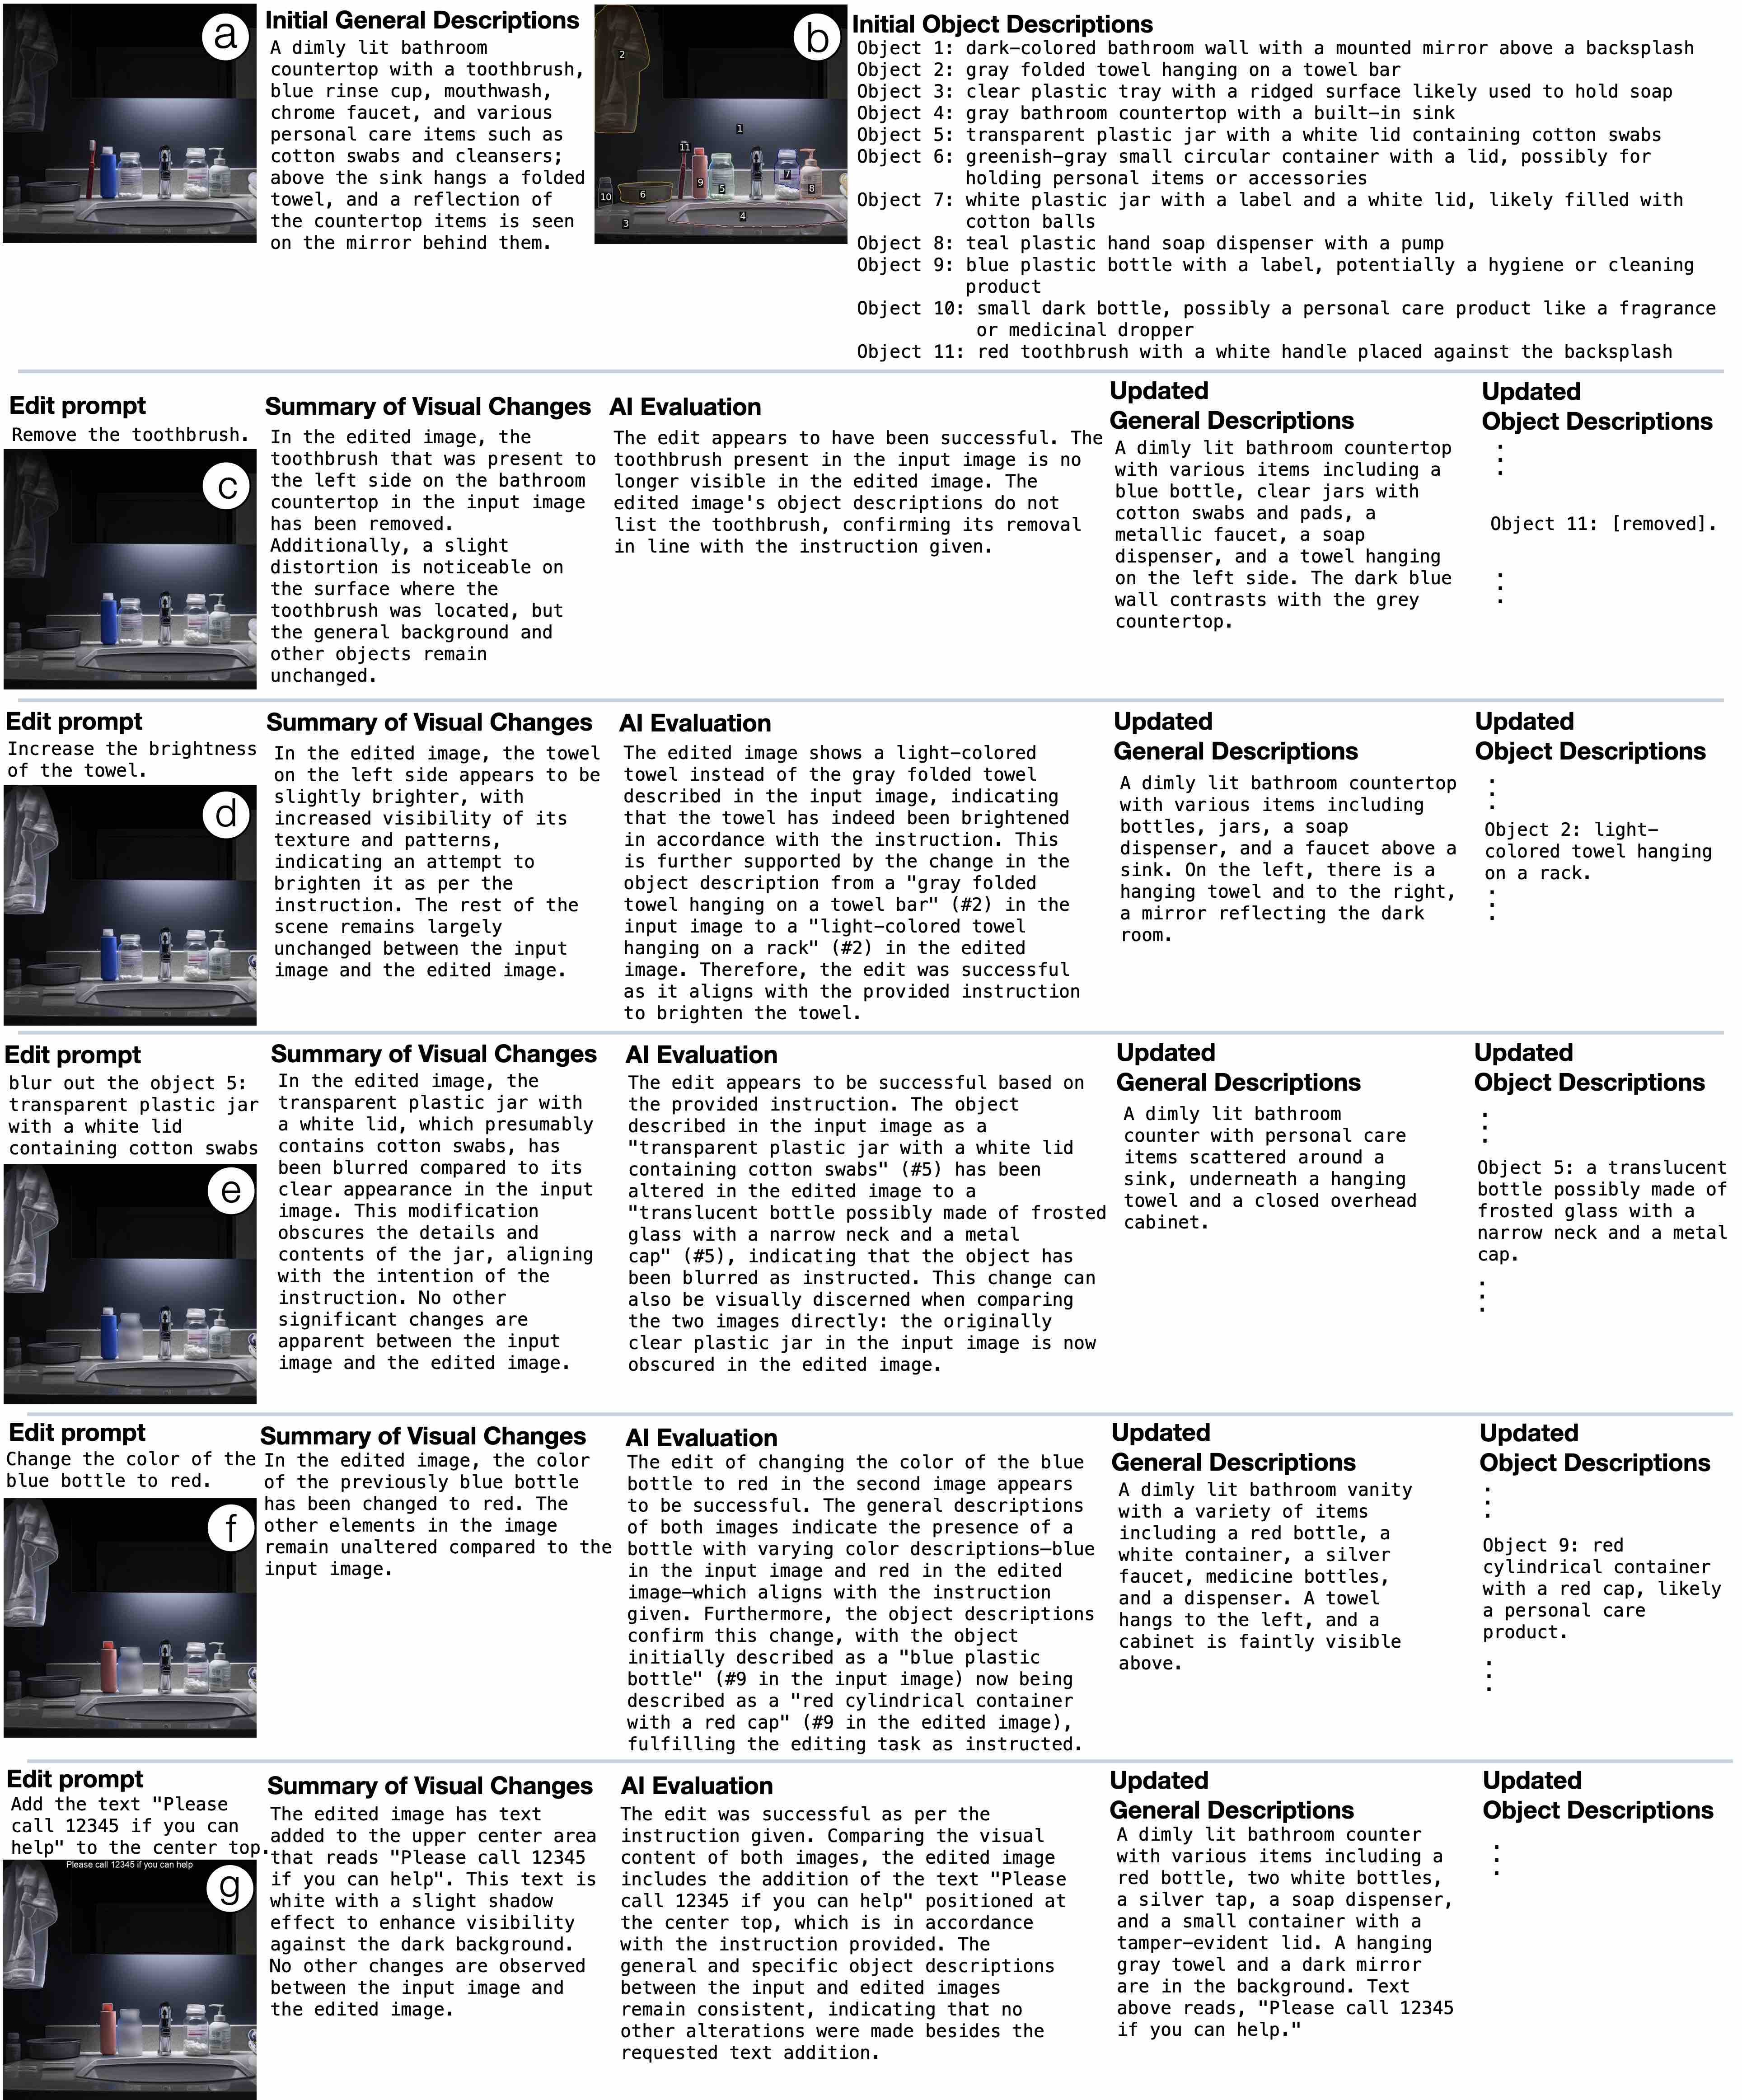 a
Initial General Descriptions
A dimly lit bathroom
countertop with a toothbrush,
blue rinse cup, mouthwash,
chrome faucet, and various
personal care items such as
cotton swabs and cleansers;
above the sink hangs a folded
towel, and a reflection of
the countertop items is seen
on the mirror behind them.
b
2
1
11
9
5
7
8
10
6
3
4
Initial Object Descriptions
Object 1: dark-colored bathroom wall with a mounted mirror above a backsplash
Object 2: gray folded towel hanging on a towel bar
Object 3: clear plastic tray with a ridged surface likely used to hold soap
Object 4: gray bathroom countertop with a built-in sink
Object 5: transparent plastic jar with a white lid containing cotton swabs
Object 6: greenish-gray small circular container with a lid, possibly for
holding personal items or accessories
Object 7: white plastic jar with a label and a white lid, likely filled with
cotton balls
Object 8: teal plastic hand soap dispenser with a pump
Object 9: blue plastic bottle with a label, potentially a hygiene or cleaning
product
Object 10: small dark bottle, possibly a personal care product like a fragrance
or medicinal dropper
Object 11: red toothbrush with a white handle placed against the backsplash
Edit prompt
Remove the toothbrush.
c
Summary of Visual Changes
In the edited image, the
toothbrush that was present to
the left side on the bathroom
countertop in the input image
has been removed.
Additionally, a slight
distortion is noticeable on
the surface where the
toothbrush was located, but
the general background and
other objects remain
unchanged.
AI Evaluation
The edit appears to have been successful. The
toothbrush present in the input image is no
longer visible in the edited image. The
edited image's object descriptions do not
list the toothbrush, confirming its removal
in line with the instruction given.
Updated
General Descriptions
A dimly lit bathroom countertop
with various items including a
blue bottle, clear jars with
cotton swabs and pads, a
metallic faucet, a soap
dispenser, and a towel hanging
on the left side. The dark blue
wall contrasts with the grey
countertop.
Updated
Object Descriptions
Object 11: [removed].
Edit prompt
Increase the brightness
of the towel.
d
Summary of Visual Changes
In the edited image, the towel
on the left side appears to be
slightly brighter, with
increased visibility of its
texture and patterns,
indicating an attempt to
brighten it as per the
instruction. The rest of the
scene remains largely
unchanged between the input
image and the edited image.
AI Evaluation
The edited image shows a light-colored
towel instead of the gray folded towel
described in the input image, indicating
that the towel has indeed been brightened
in accordance with the instruction. This
is further supported by the change in the
object description from a "gray folded
towel hanging on a towel bar" (#2) in the
input image to a "light-colored towel
hanging on a rack" (#2) in the edited
image. Therefore, the edit was successful
as it aligns with the provided instruction
to brighten the towel.
Updated
General Descriptions
A dimly lit bathroom countertop
with various items including
bottles, jars, a soap
dispenser, and a faucet above a
sink. On the left, there is a
hanging towel and to the right,
a mirror reflecting the dark
room.
Updated
Object Descriptions
Object 2: light-
colored towel hanging
on a rack.
Edit prompt
blur out the object 5:
transparent plastic jar
with a white lid
containing cotton swabs
e
Summary of Visual Changes
In the edited image, the
transparent plastic jar with
a white lid, which presumably
contains cotton swabs, has
been blurred compared to its
clear appearance in the input
image. This modification
obscures the details and
contents of the jar, aligning
with the intention of the
instruction. No other
significant changes are
apparent between the input
image and the edited image.
AI Evaluation
The edit appears to be successful based on
the provided instruction. The object
described in the input image as a
"transparent plastic jar with a white lid
containing cotton swabs" (#5) has been
altered in the edited image to a
"translucent bottle possibly made of frosted
glass with a narrow neck and a metal
cap" (#5), indicating that the object has
been blurred as instructed. This change can
also be visually discerned when comparing
the two images directly: the originally
clear plastic jar in the input image is now
obscured in the edited image.
Updated
General Descriptions
A dimly lit bathroom
counter with personal care
items scattered around a
sink, underneath a hanging
towel and a closed overhead
cabinet.
Updated
Object Descriptions
Object 5: a translucent
bottle possibly made of
frosted glass with a
narrow neck and a metal
cap.
Edit prompt
Change the color of the
blue bottle to red.
f
Summary of Visual Changes
In the edited image, the color
of the previously blue bottle
has been changed to red. The
other elements in the image
remain unaltered compared to the
input image.
AI Evaluation
The edit of changing the color of the blue
bottle to red in the second image appears
to be successful. The general descriptions
of both images indicate the presence of a
bottle with varying color descriptions—blue
in the input image and red in the edited
image—which aligns with the instruction
given. Furthermore, the object descriptions
confirm this change, with the object
initially described as a "blue plastic
bottle" (#9 in the input image) now being
described as a "red cylindrical container
with a red cap" (#9 in the edited image),
fulfilling the editing task as instructed.
Updated
General Descriptions
A dimly lit bathroom vanity
with a variety of items
including a red bottle, a
white container, a silver
faucet, medicine bottles,
and a dispenser. A towel
hangs to the left, and a
cabinet is faintly visible
above.
Updated
Object Descriptions
Object 9: red
cylindrical container
with a red cap, likely
a personal care
product.
Edit prompt
Add the text "Please
call 12345 if you can
help" to the center top.
Please call 12345 if you can help
g
Summary of Visual Changes
The edited image has text
added to the upper center area
that reads "Please call 12345
if you can help". This text is
white with a slight shadow
effect to enhance visibility
against the dark background.
No other changes are observed
between the input image and
the edited image.
AI Evaluation
The edit was successful as per the
instruction given. Comparing the visual
content of both images, the edited image
includes the addition of the text "Please
call 12345 if you can help" positioned at
the center top, which is in accordance
with the instruction provided. The
general and specific object descriptions
between the input and edited images
remain consistent, indicating that no
other alterations were made besides the
requested text addition.
Updated
General Descriptions
A dimly lit bathroom counter
with various items including a
red bottle, two white bottles,
a silver tap, a soap dispenser,
and a small container with a
tamper-evident lid. A hanging
gray towel and a dark mirror
are in the background. Text
above reads, "Please call 12345
if you can help."
Updated
Object Descriptions